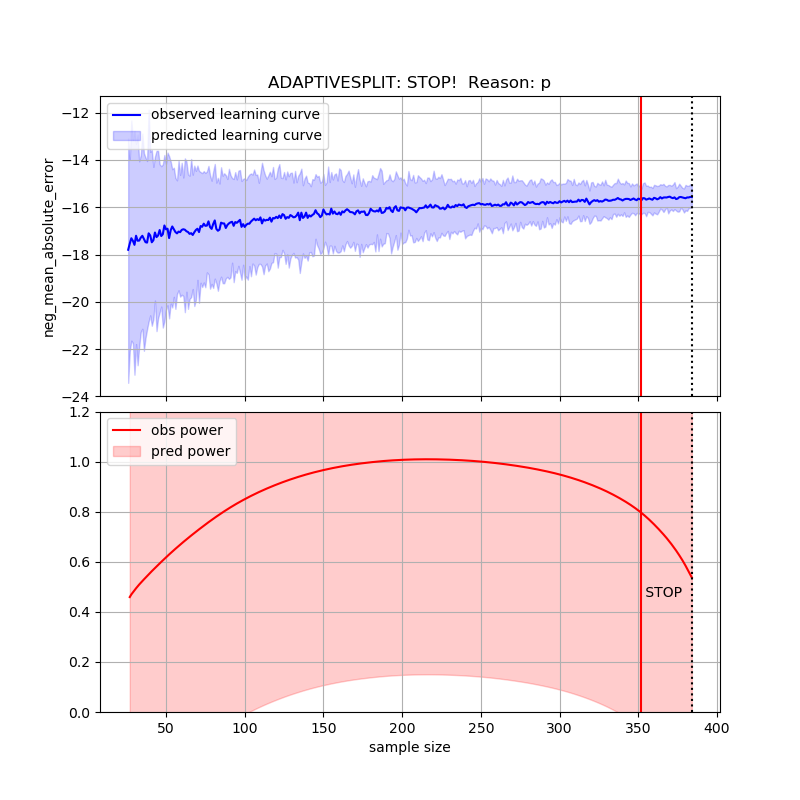 ADAPTIVESPLIT: STOP!  Reason: p
observed learning curve
predicted learning curve
neg_mean_absolute_error
−12
−14
−16
−18
−20
−22
−24
obs power
pred power
1.2
1.0
0.8
0.6
0.4
0.2
0.0
STOP
50 100 150 200 250 300 350 400
sample size